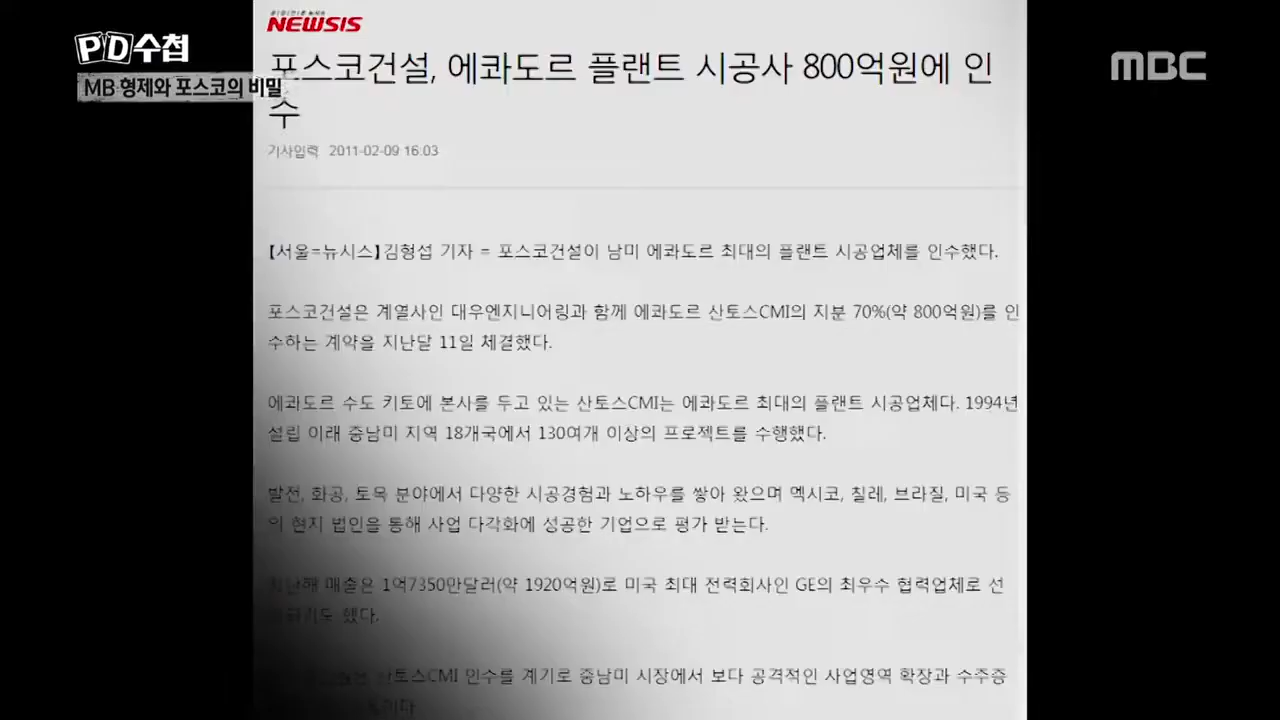 PD수첩
MB 형제와 포스코의 비밀
MBC
NEWSIS
포스코건설, 에콰도르 플랜트 시공사 800억원에 인
수
기사입력 2011-02-09 16:03
【서울=뉴시스】김형섭 기자 = 포스코건설이 남미 에콰도르 최대의 플랜트 시공업체를 인수했다.
포스코건설은 계열사인 대우엔지니어링과 함께 에콰도르 산토스CMI의 지분 70%(약 800억원)를 인
수하는 계약을 지난달 11일 체결했다.
에콰도르 수도 키토에 본사를 두고 있는 산토스CMI는 에콰도르 최대의 플랜트 시공업체다. 1994년
설립 이래 중남미 지역 18개국에서 130여개 이상의 프로젝트를 수행했다.
발전, 화공, 토목 분야에서 다양한 시공경험과 노하우를 쌓아 왔으며 멕시코, 칠레, 브라질, 미국 등
의 현지 법인을 통해 사업 다각화에 성공한 기업으로 평가 받는다.
지난해 매출은 1억7350만달러(약 1920억원)로 미국 최대 전력회사인 GE의 최우수 협력업체로 선
했다.
산토스CMI 인수를 계기로 중남미 시장에서 보다 공격적인 사업영역 확장과 수주증